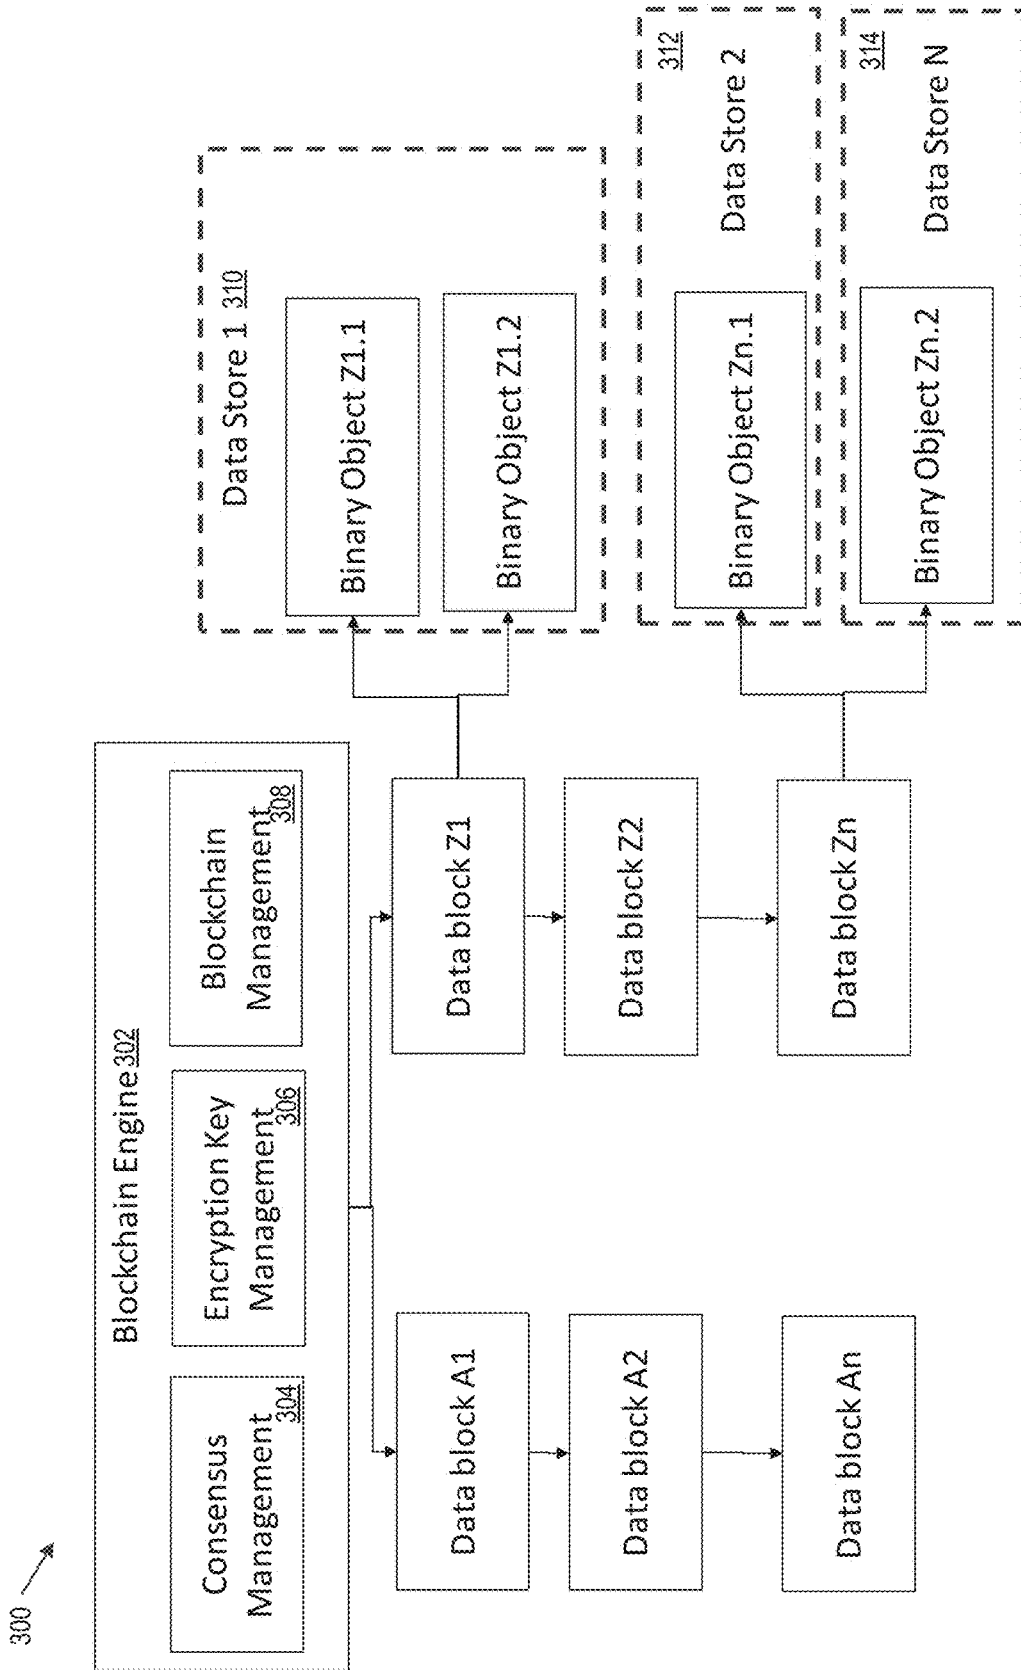 300
Blockchain Engine 302
Consensus
Management
304
Encryption Key
Management
306
Blockchain
Management
308
Data block A1
Data block A2
Data block An
Data block Z1
Data block Z2
Data block Zn
Data Store 1 310
Binary Object Z1.1
Binary Object Z1.2
312
Data Store 2
Binary Object Zn.1
314
Data Store N
Binary Object Zn.2